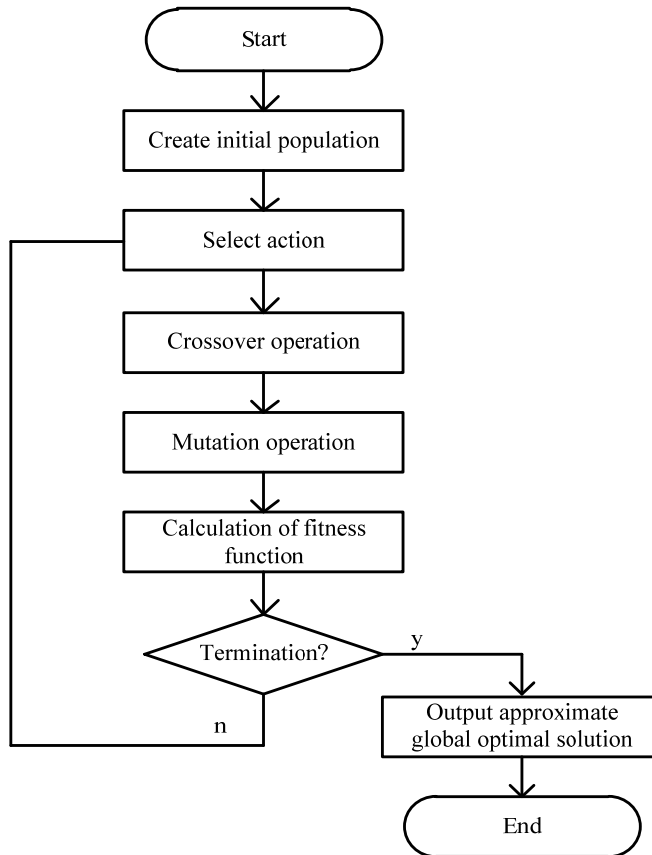 Start
Create initial population
Select action
Crossover operation
Mutation operation
Calculation of fitness
function
Termination?
y
n
Output approximate
global optimal solution
End